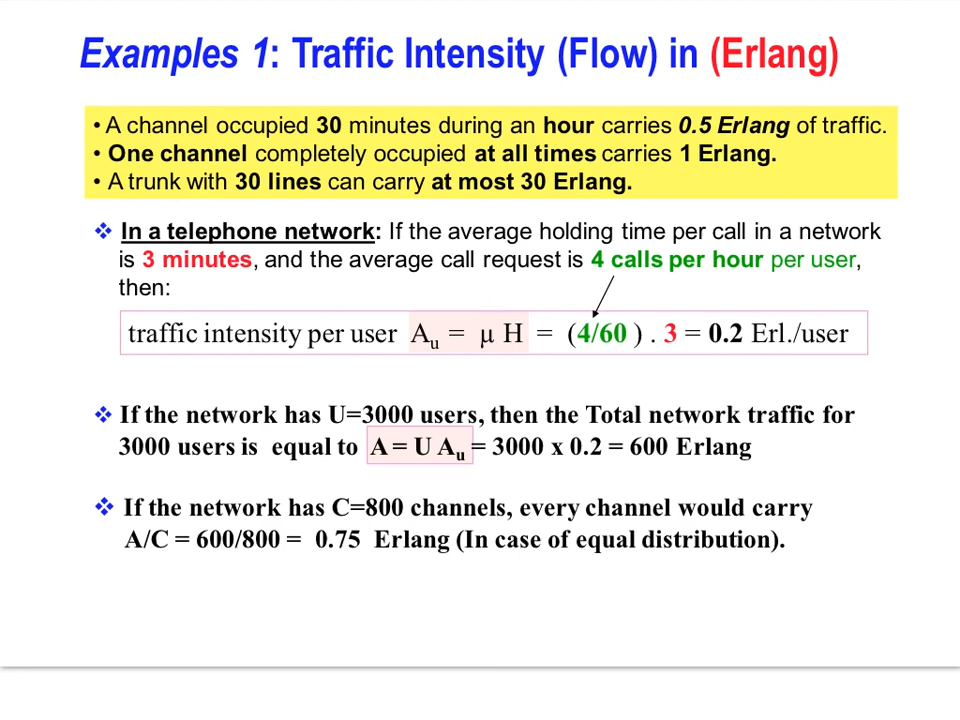 Examples 1: Traffic Intensity (Flow) in (Erlang)
• A channel occupied 30 minutes during an hour carries 0.5 Erlang of traffic.
• One channel completely occupied at all times carries 1 Erlang.
• A trunk with 30 lines can carry at most 30 Erlang.
❖ In a telephone network: If the average holding time per call in a network
is 3 minutes, and the average call request is 4 calls per hour per user,
then:
traffic intensity per user Au = µ H = (4/60 ) . 3 = 0.2 Erl./user
❖ If the network has U=3000 users, then the Total network traffic for
3000 users is equal to A = U Au = 3000 x 0.2 = 600 Erlang
❖ If the network has C=800 channels, every channel would carry
A/C = 600/800 = 0.75 Erlang (In case of equal distribution).